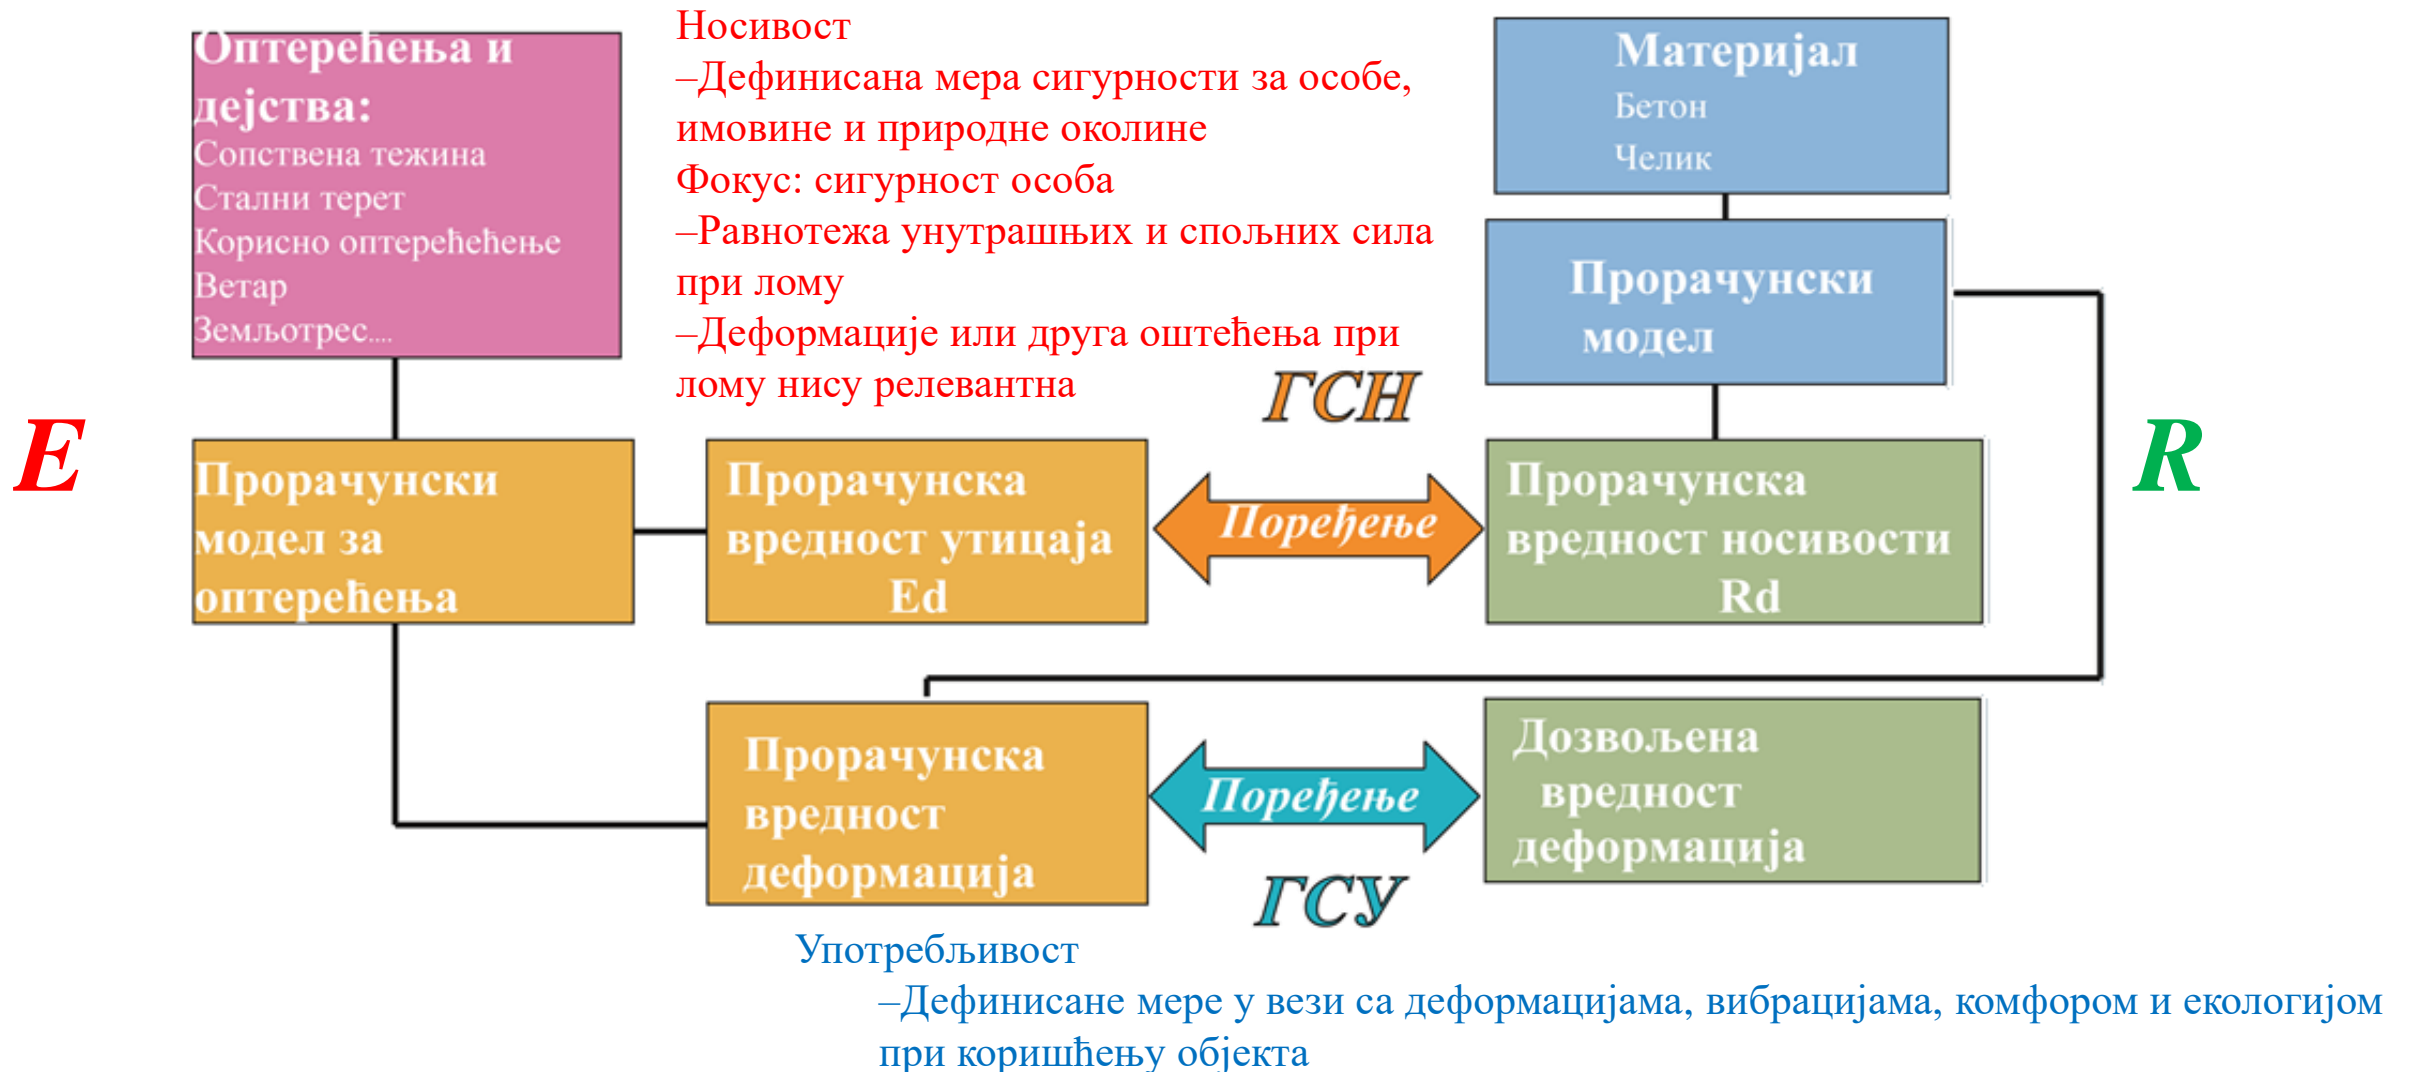 Оптерећења и
дејства:
Сопствена тежина
Стални терет
Корисно оптерећећење
Ветар
Земљотрес....
Носивост
–Дефинисана мера сигурности за особе,
имовине и природне околине
Фокус: сигурност особа
–Равнотежа унутрашњих и спољних сила
при лому
–Деформације или друга оштећења при
лому нису релевантна
Материјал
Бетон
Челик
Прорачунски
модел
E
ГСН
R
Прорачунски
модел за
оптерећења
Прорачунска
вредност утицаја
Ed
Поређење
Прорачунска
вредност носивости
Rd
Прорачунска
вредност
деформација
Поређење
ГСУ
Дозвољена
вредност
деформација
Употребљивост
–Дефинисане мере у вези са деформацијама, вибрацијама, комфором и екологијом
при коришћењу објекта